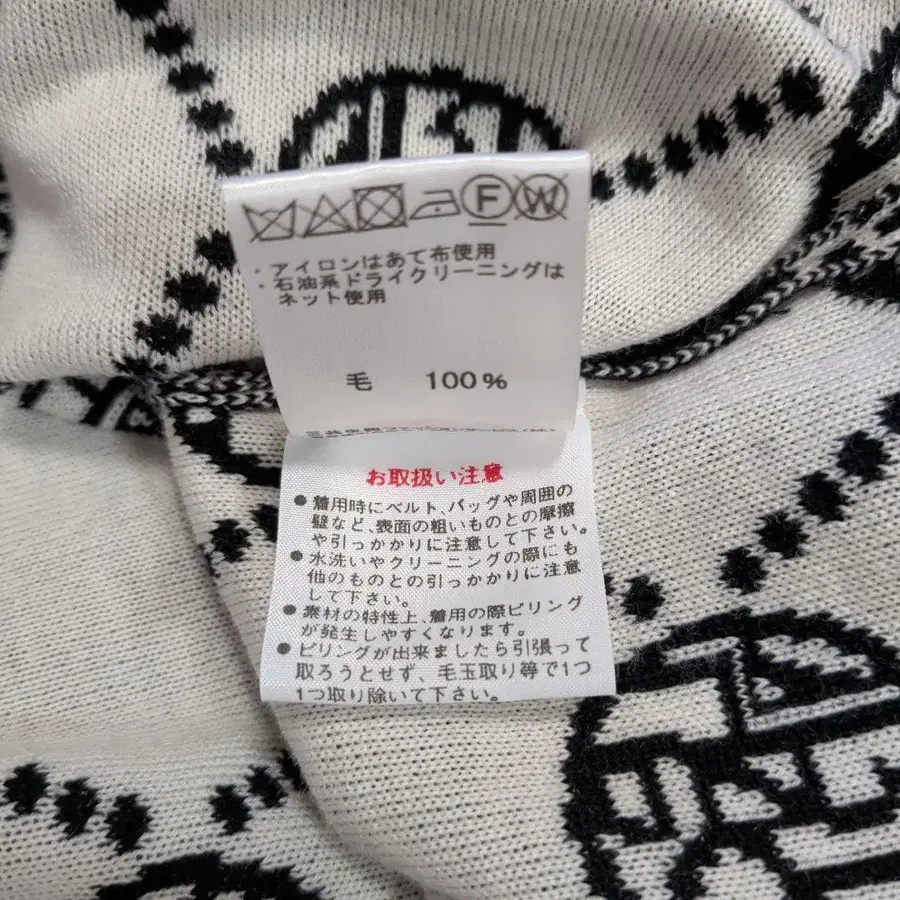 F W
・アイロンはあて布使用
・石油系ドライクリーニングは
ネット使用
毛 100%
お取扱い注意
●着用時にベルト、バッグや周囲の
壁など、表面の粗いものとの摩擦
や引っかかりに注意して下さい。
●水洗いやクリーニングの際にも
他のものとの引っかかりに注意
して下さい。
●素材の特性上、着用の際ピリング
が発生しやすくなります。
●ピリングが出来ましたら引張って
取ろうとせず、毛玉取り等で1つ
1つ取り除いて下さい。